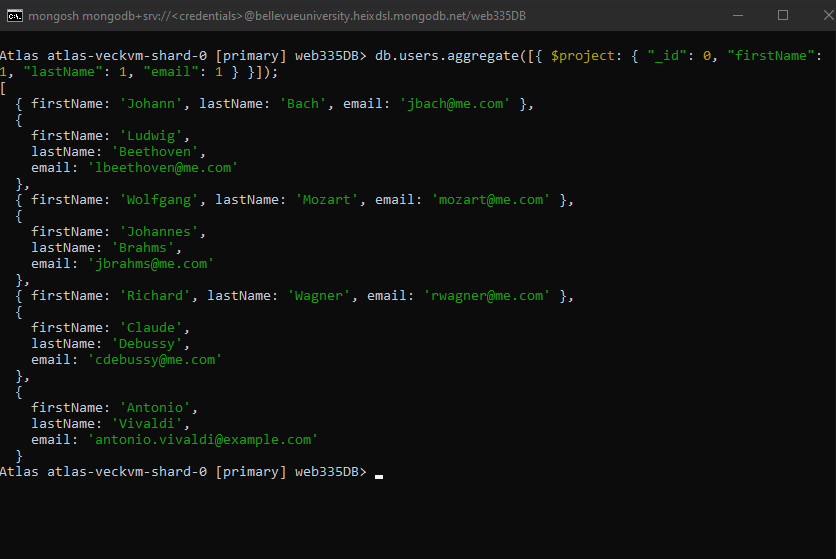 mongosh mongodb+srv://<credentials>@bellevueuniversity.heixdsl.mongodb.net/web335DB
Atlas atlas-veckvm-shard-0 [primary] web335DB> db.users.aggregate([{ $project: { "_id": 0, "firstName":
1, "lastName": 1, "email": 1 } }]);
[
  { firstName: 'Johann', lastName: 'Bach', email: 'jbach@me.com' },
  {
    firstName: 'Ludwig',
    lastName: 'Beethoven',
    email: 'lbeethoven@me.com'
  },
  { firstName: 'Wolfgang', lastName: 'Mozart', email: 'mozart@me.com' },
  {
    firstName: 'Johannes',
    lastName: 'Brahms',
    email: 'jbrahms@me.com'
  },
  { firstName: 'Richard', lastName: 'Wagner', email: 'rwagner@me.com' },
  {
    firstName: 'Claude',
    lastName: 'Debussy',
    email: 'cdebussy@me.com'
  },
  {
    firstName: 'Antonio',
    lastName: 'Vivaldi',
    email: 'antonio.vivaldi@example.com'
  }
Atlas atlas-veckvm-shard-0 [primary] web335DB>